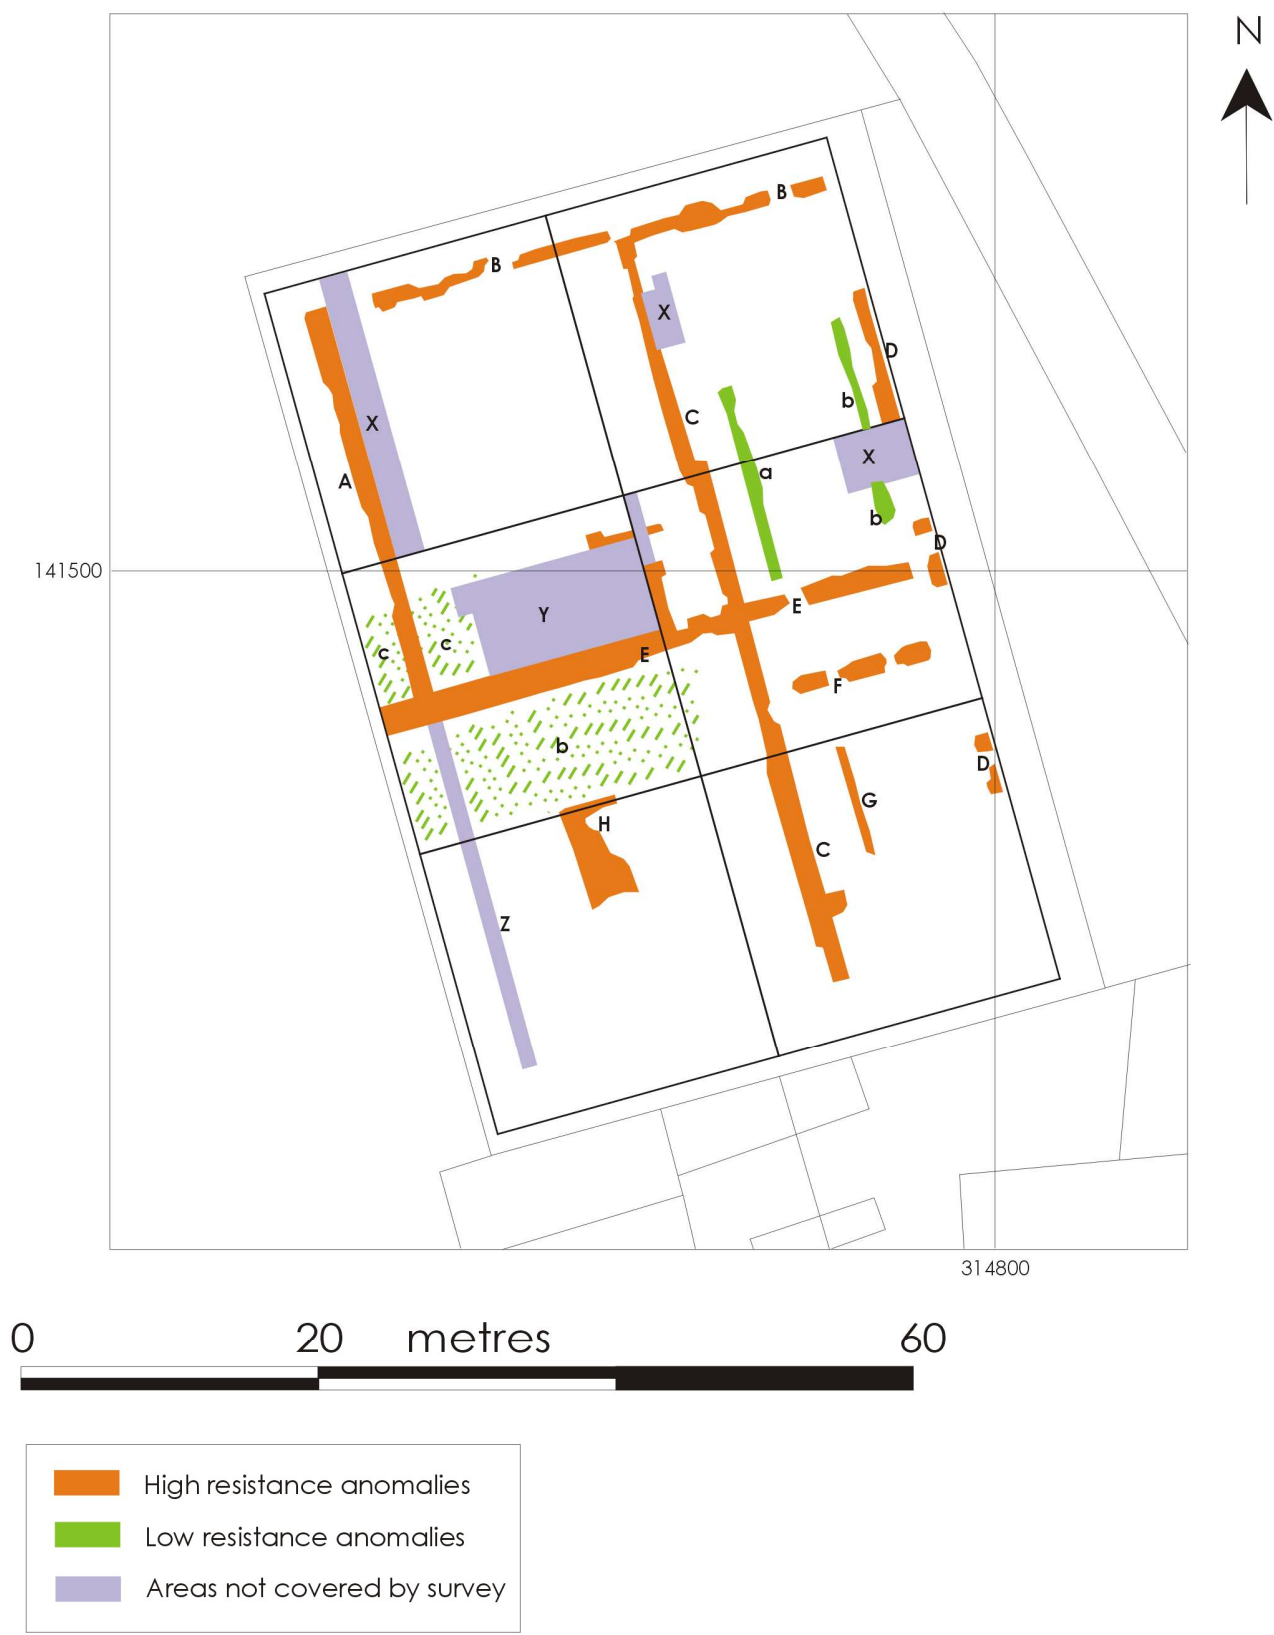 N
B
B
X
D
X
b
C
X
a
X
A
b
D
141500
Y
E
c
c
E
F
b
D
G
H
C
Z
314800
0 20 metres 60
High resistance anomalies
Low resistance anomalies
Areas not covered by survey